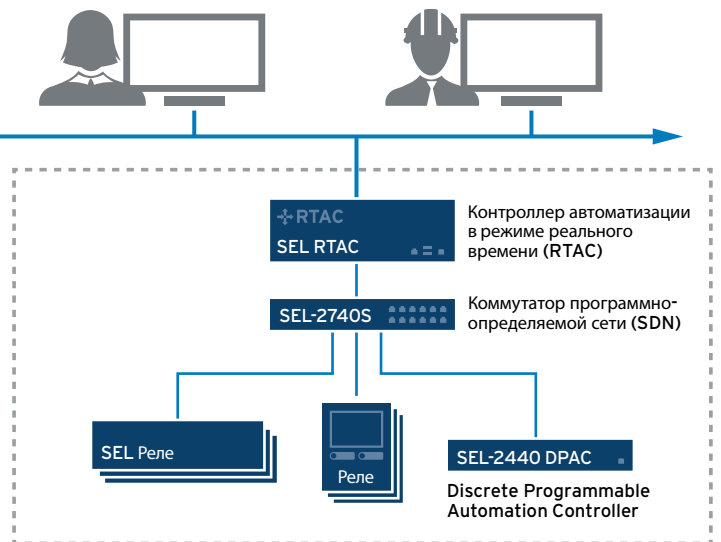 RTAC
SEL RTAC
Контроллер автоматизации
в режиме реального
времени (RTAC)
SEL-2740S
Коммутатор программно-
определяемой сети (SDN)
SEL Реле
Реле
SEL-2440 DPAC
Discrete Programmable
Automation Controller